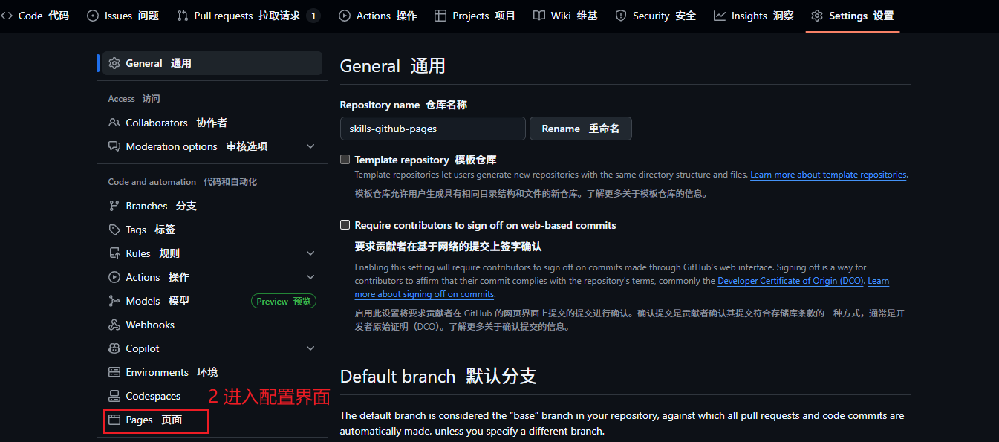 Code 代码 Issues 问题 Pull requests 拉取请求 1 Actions 操作 Projects 项目 Wiki 维基 Security 安全 Insights 洞察 Settings 设置
General 通用
Access 访问
Collaborators 协作者
Moderation options 审核选项
Code and automation 代码和自动化
Branches 分支
Tags 标签
Rules 规则
Actions 操作
Models 模型 Preview 预览
Webhooks
Copilot
Environments 环境
Codespaces
2 进入配置界面
Pages 页面
General 通用
Repository name 仓库名称
skills-github-pages Rename 重命名
Template repository 模板仓库
Template repositories let users generate new repositories with the same directory structure and files. Learn more about template repositories.
模板仓库允许用户生成具有相同目录结构和文件的新仓库。了解更多关于模板仓库的信息。
Require contributors to sign off on web-based commits
要求贡献者在基于网络的提交上签字确认
Enabling this setting will require contributors to sign off on commits made through GitHub's web interface. Signing off is a way for
contributors to affirm that their commit complies with the repository's terms, commonly the Developer Certificate of Origin (DCO). Learn
more about signing off on commits.
启用此设置将要求贡献者在 GitHub 的网页界面上提交的提交进行确认。确认提交是贡献者确认其提交符合存储库条款的一种方式，通常是开
发者原始证明（DCO）。了解更多关于确认提交的信息。
Default branch 默认分支
The default branch is considered the “base” branch in your repository, against which all pull requests and code commits are
automatically made, unless you specify a different branch.